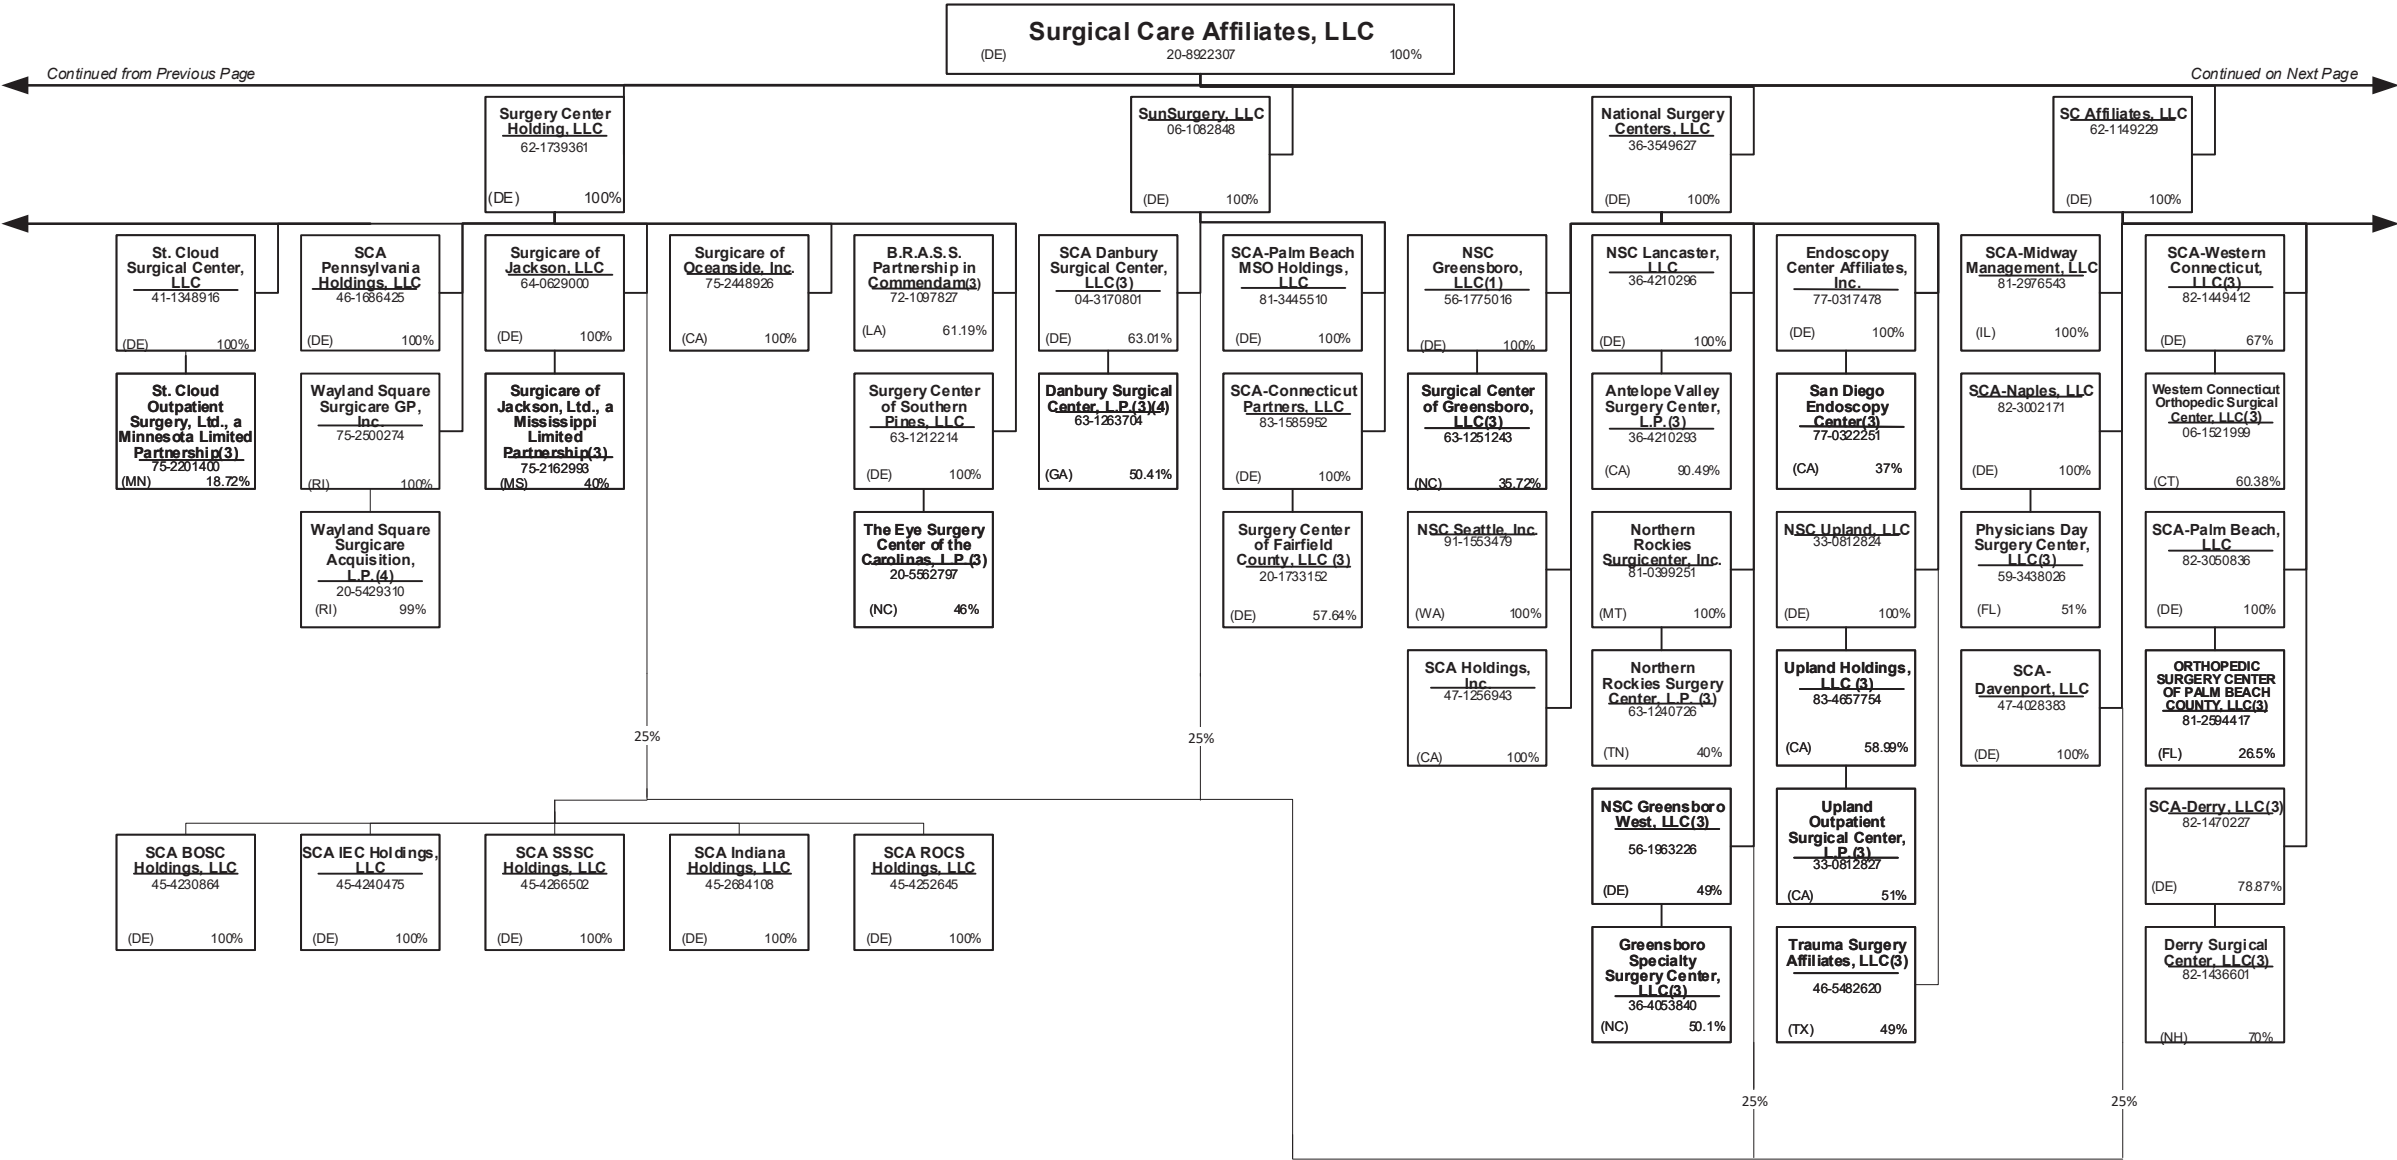 Surgical Care Affiliates, LLC
(DE) 20-8922307 100%
Continued from Previous Page
Continued on Next Page
Surgery Center
Holding, LLC
62-1739361
(DE) 100%
SunSurgery, LLC
06-1082848
(DE) 100%
National Surgery
Centers, LLC
36-3549627
(DE) 100%
SC Affiliates, LLC
62-1149229
(DE) 100%
St. Cloud
Surgical Center,
LLC
41-1348916
(DE) 100%
SCA
Pennsylvania
Holdings, LLC
46-1686425
(DE) 100%
Surgicare of
Jackson, LLC
64-0629000
(DE) 100%
Surgicare of
Oceanside, Inc.
75-2448926
(CA) 100%
B.R.A.S.S.
Partnership in
Commendam(3)
72-1097827
(LA) 61.19%
SCA Danbury
Surgical Center,
LLC(3)
04-3170801
(DE) 63.01%
SCA-Palm Beach
MSO Holdings,
LLC
81-3445510
(DE) 100%
NSC
Greensboro,
LLC(1)
56-1775016
(DE) 100%
NSC Lancaster,
LLC
36-4210296
(DE) 100%
Endoscopy
Center Affiliates,
Inc.
77-0317478
(DE) 100%
SCA-Midway
Management, LLC
81-2976543
(IL) 100%
SCA-Western
Connecticut,
LLC(3)
82-1449412
(DE) 67%
St. Cloud
Outpatient
Surgery, Ltd., a
Minnesota Limited
Partnership(3)
75-2201400
(MN) 18.72%
Wayland Square
Surgicare GP,
Inc.
75-2500274
(RI) 100%
Surgicare of
Jackson, Ltd., a
Mississippi
Limited
Partnership(3)
75-2162993
(MS) 40%
Surgery Center
of Southern
Pines, LLC
63-1212214
(DE) 100%
Danbury Surgical
Center, L.P.(3)(4)
63-1263704
(GA) 50.41%
SCA-Connecticut
Partners, LLC
83-1585952
(DE) 100%
Surgical Center
of Greensboro,
LLC(3)
63-1251243
(NC) 35.72%
Antelope Valley
Surgery Center,
L.P.(3)
36-4210293
(CA) 90.49%
San Diego
Endoscopy
Center(3)
77-0322251
(CA) 37%
SCA-Naples, LLC
82-3002171
(DE) 100%
Western Connecticut
Orthopedic Surgical
Center, LLC(3)
06-1521999
(CT) 60.38%
Wayland Square
Surgicare
Acquisition,
L.P.(4)
20-5429310
(RI) 99%
The Eye Surgery
Center of the
Carolinas, L.P.(3)
20-5562797
(NC) 46%
Surgery Center
of Fairfield
County, LLC (3)
20-1733152
(DE) 57.64%
NSC Seattle, Inc.
91-1553479
(WA) 100%
Northern
Rockies
Surgicenter, Inc.
81-0399251
(MT) 100%
NSC Upland, LLC
33-0812824
(DE) 100%
Physicians Day
Surgery Center,
LLC(3)
59-3438026
(FL) 51%
SCA-Palm Beach,
LLC
82-3050836
(DE) 100%
SCA Holdings,
Inc.
47-1256943
(CA) 100%
Northern
Rockies Surgery
Center, L.P. (3)
63-1240726
(TN) 40%
Upland Holdings,
LLC (3)
83-4657754
(CA) 58.99%
SCA-
Davenport, LLC
47-4028383
(DE) 100%
ORTHOPEDIC
SURGERY CENTER
OF PALM BEACH
COUNTY, LLC(3)
81-2594417
(FL) 26.5%
25%
25%
NSC Greensboro
West, LLC(3)
56-1963226
(DE) 49%
Upland
Outpatient
Surgical Center,
L.P.(3)
33-0812827
(CA) 51%
SCA-Derry, LLC(3)
82-1470227
(DE) 78.87%
SCA BOSC
Holdings, LLC
45-4230864
(DE) 100%
SCA IEC Holdings,
LLC
45-4240475
(DE) 100%
SCA SSSC
Holdings, LLC
45-4266502
(DE) 100%
SCA Indiana
Holdings, LLC
45-2684108
(DE) 100%
SCA ROCS
Holdings, LLC
45-4252645
(DE) 100%
Greensboro
Specialty
Surgery Center,
LLC(3)
36-4053840
(NC) 50.1%
Trauma Surgery
Affiliates, LLC(3)
46-5482620
(TX) 49%
Derry Surgical
Center, LLC(3)
82-1436601
(NH) 70%
25%
25%